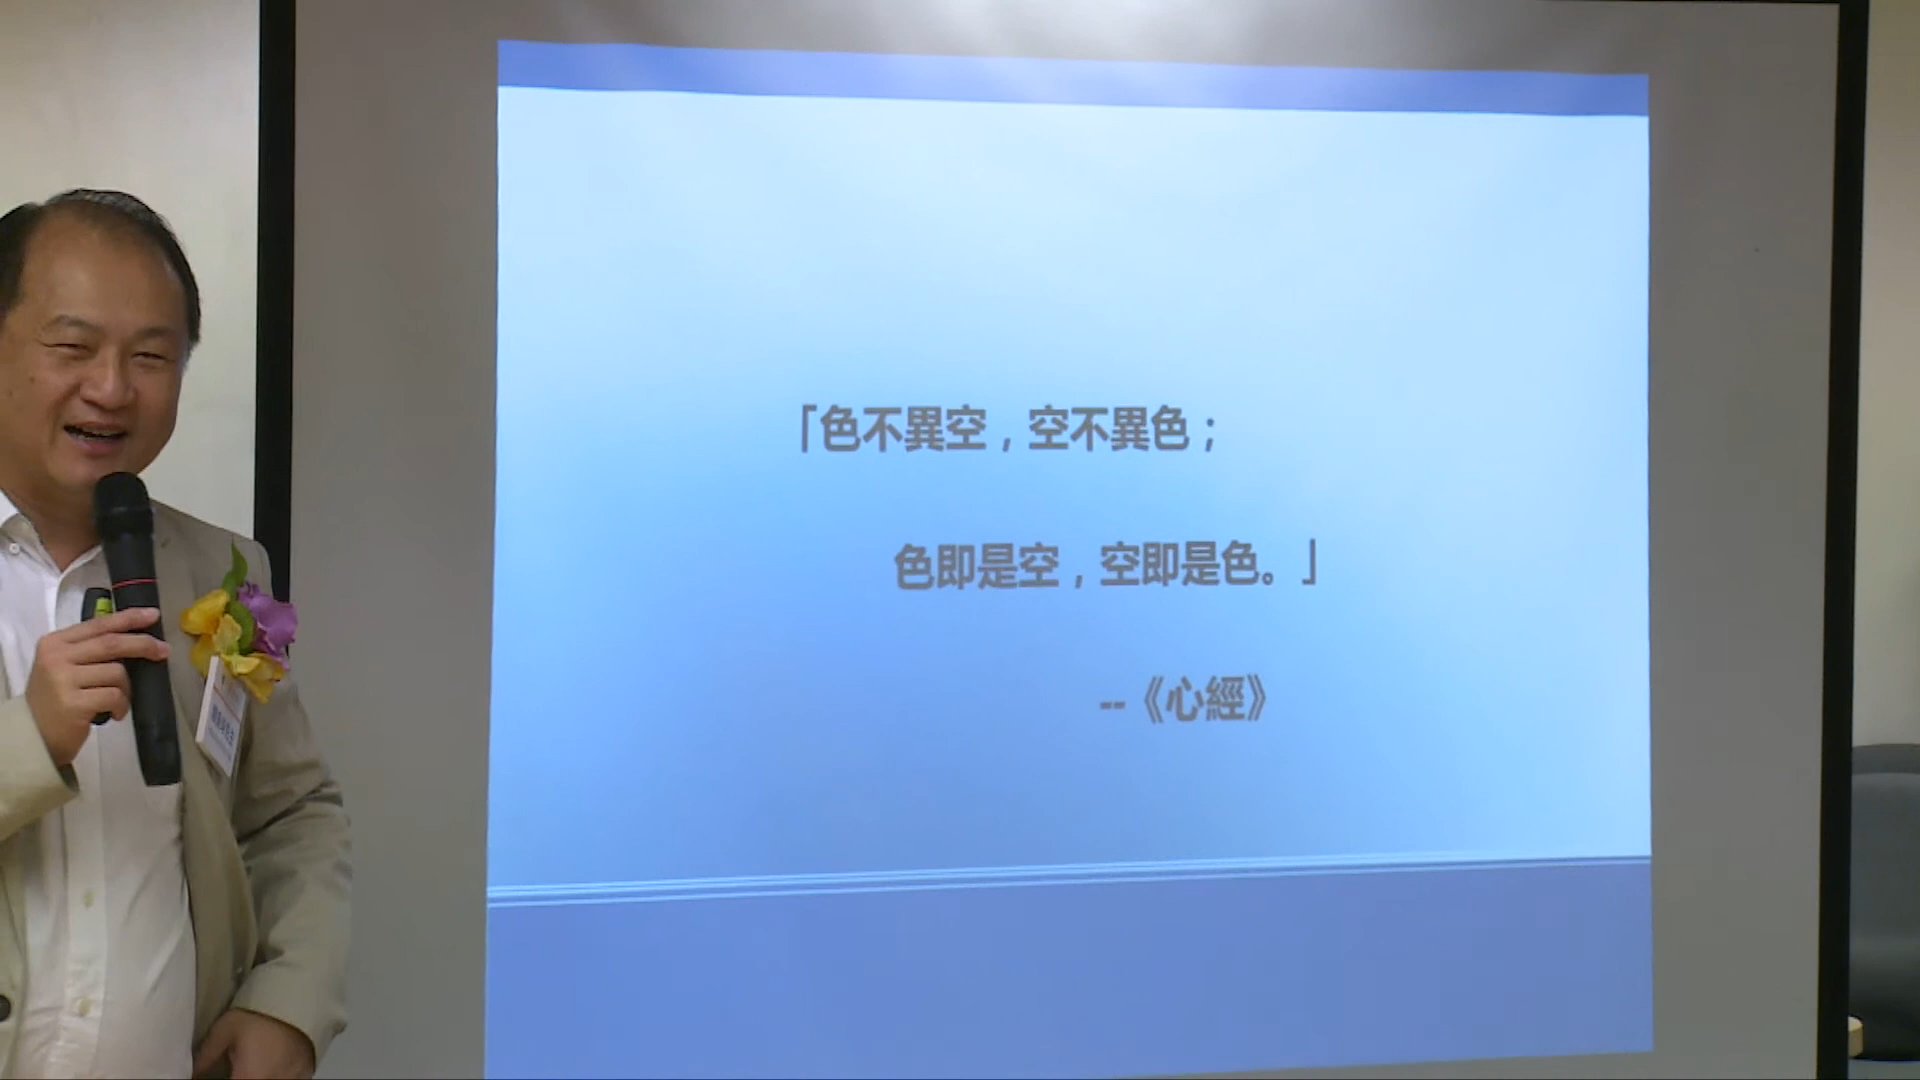 「色不異空，空不異色；
色即是空，空即是色。」
--《心經》